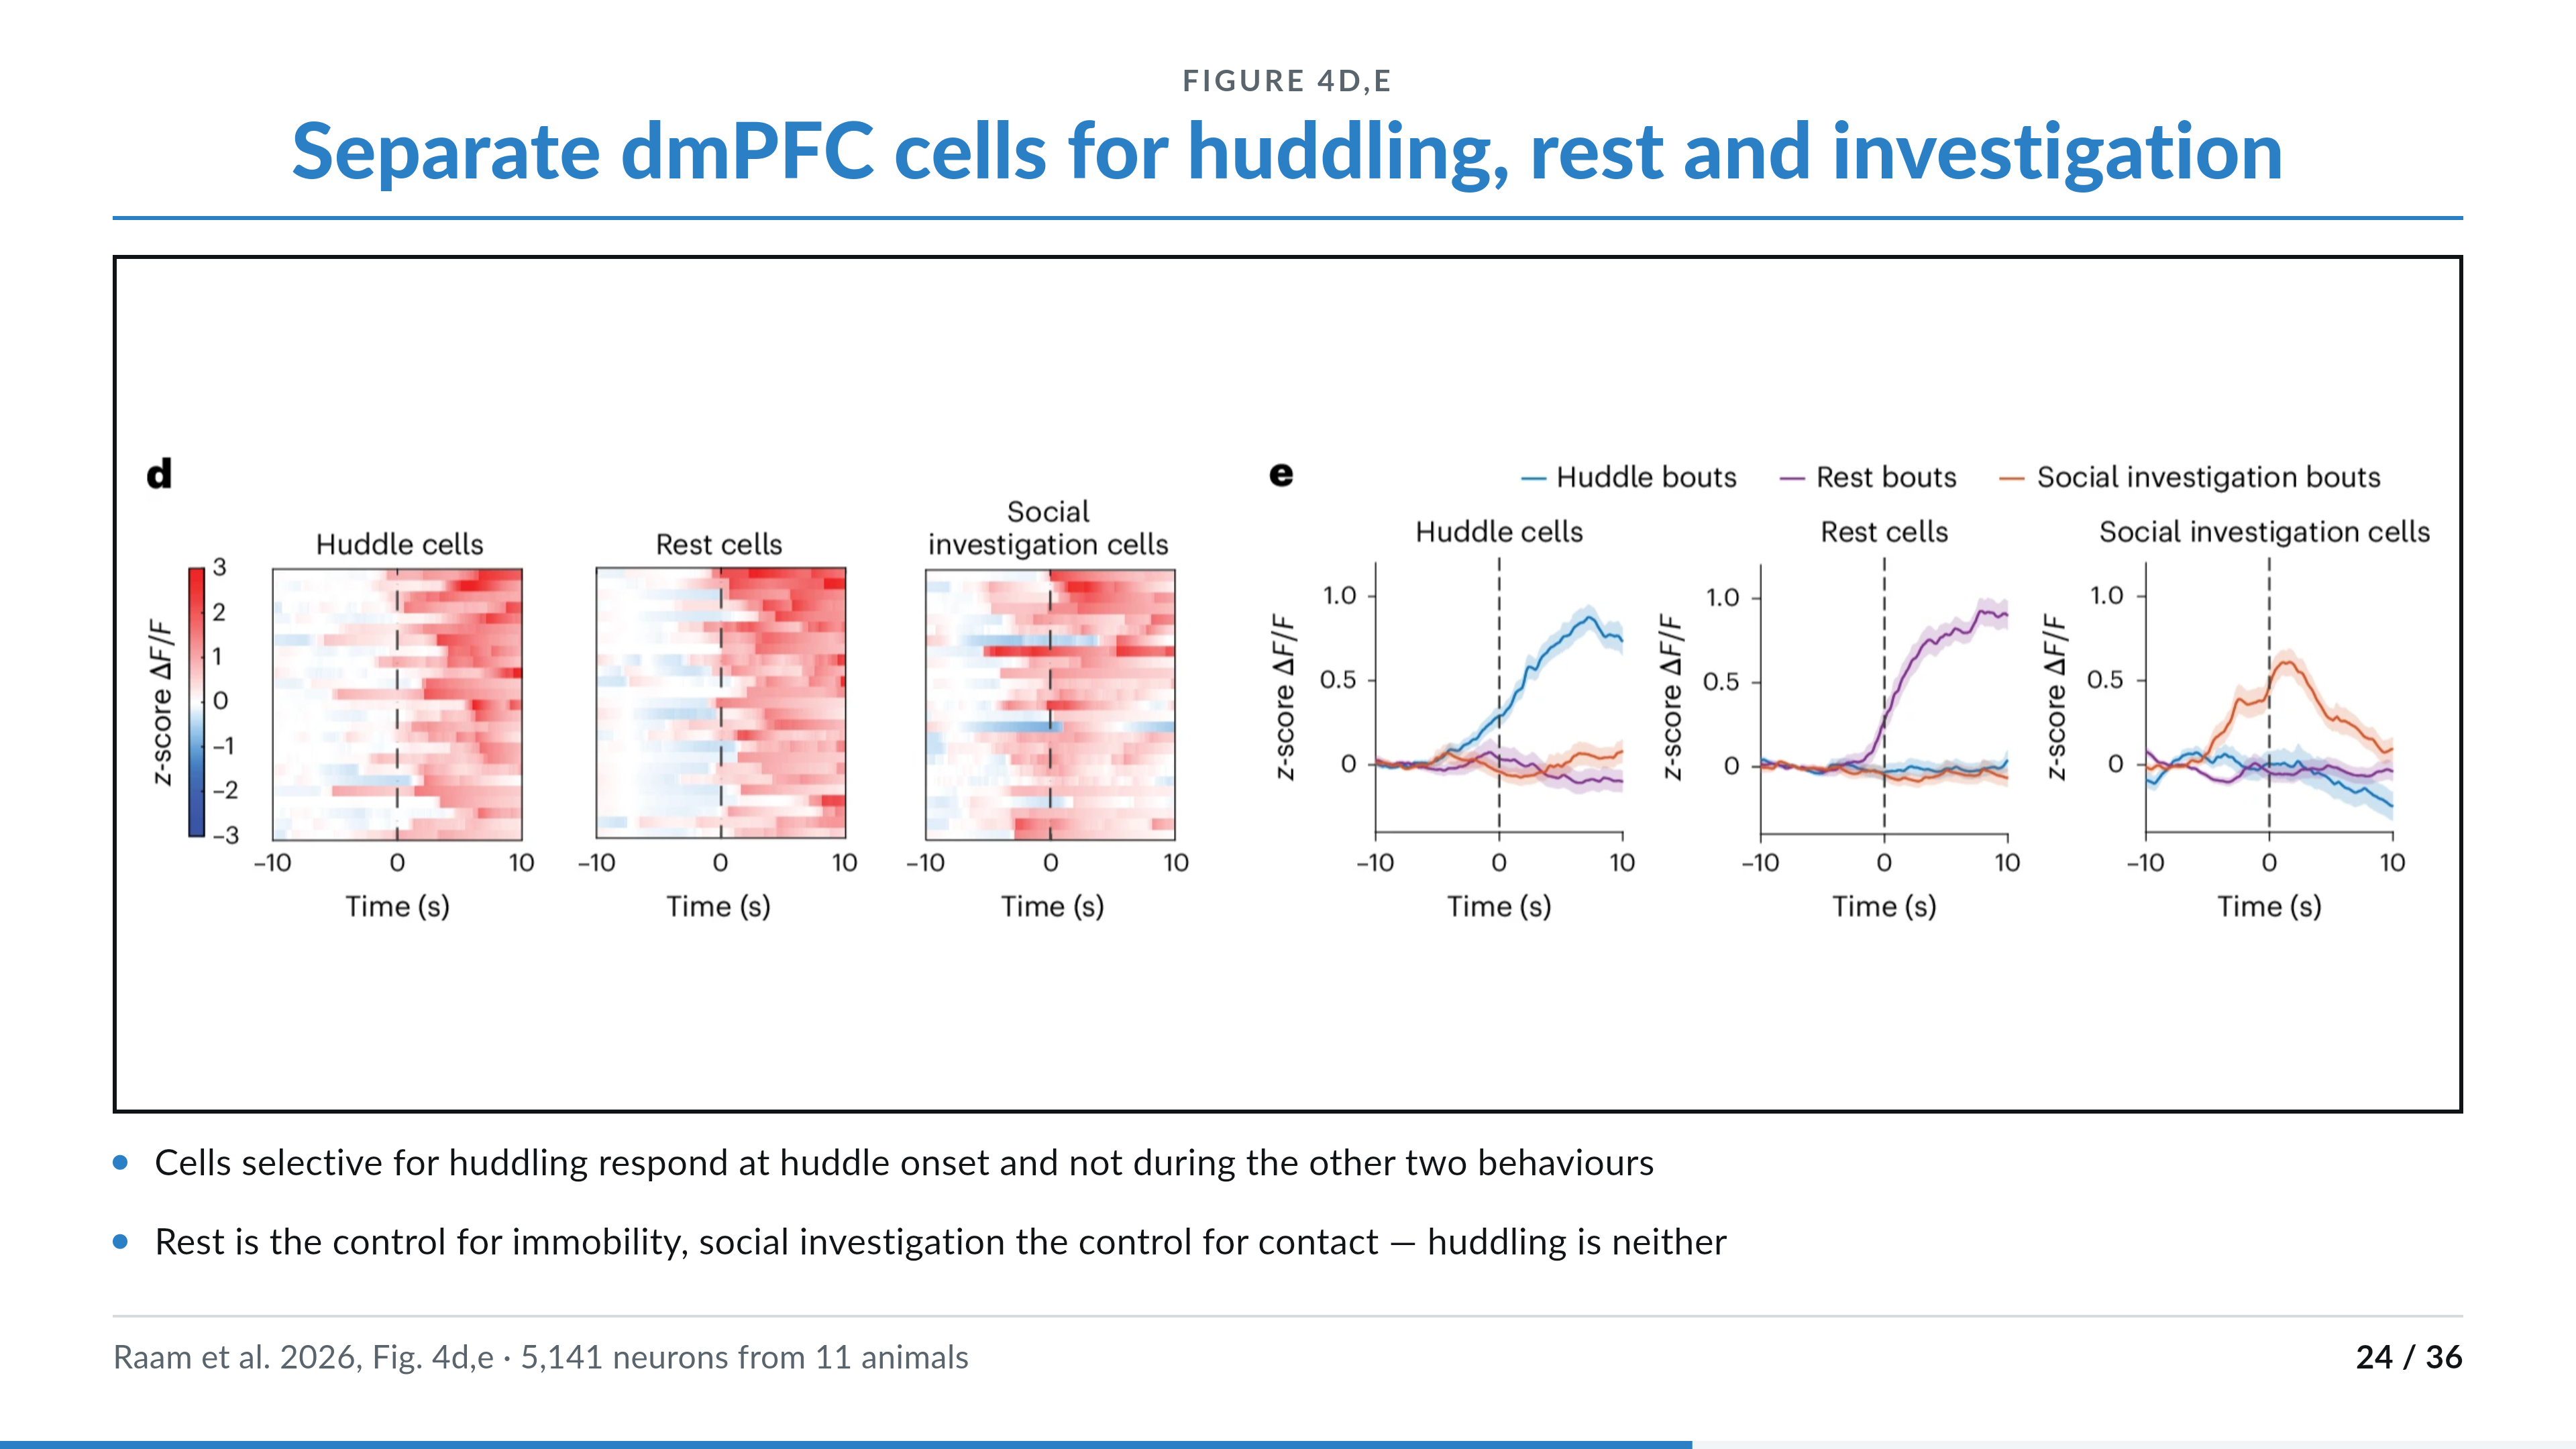 FIGURE 4D,E
Separate dmPFC cells for huddling, rest and investigation
d
Huddle cells
Rest cells
Social
investigation cells
z-score ΔF/F
3
2
1
0
–1
–2
–3
–10 0 10
Time (s)
–10 0 10
Time (s)
–10 0 10
Time (s)
e
Huddle bouts Rest bouts Social investigation bouts
Huddle cells
z-score ΔF/F
1.0
0.5
0
–10 0 10
Time (s)
Rest cells
z-score ΔF/F
1.0
0.5
0
–10 0 10
Time (s)
Social investigation cells
z-score ΔF/F
1.0
0.5
0
–10 0 10
Time (s)
• Cells selective for huddling respond at huddle onset and not during the other two behaviours
• Rest is the control for immobility, social investigation the control for contact — huddling is neither
Raam et al. 2026, Fig. 4d,e · 5,141 neurons from 11 animals
24 / 36